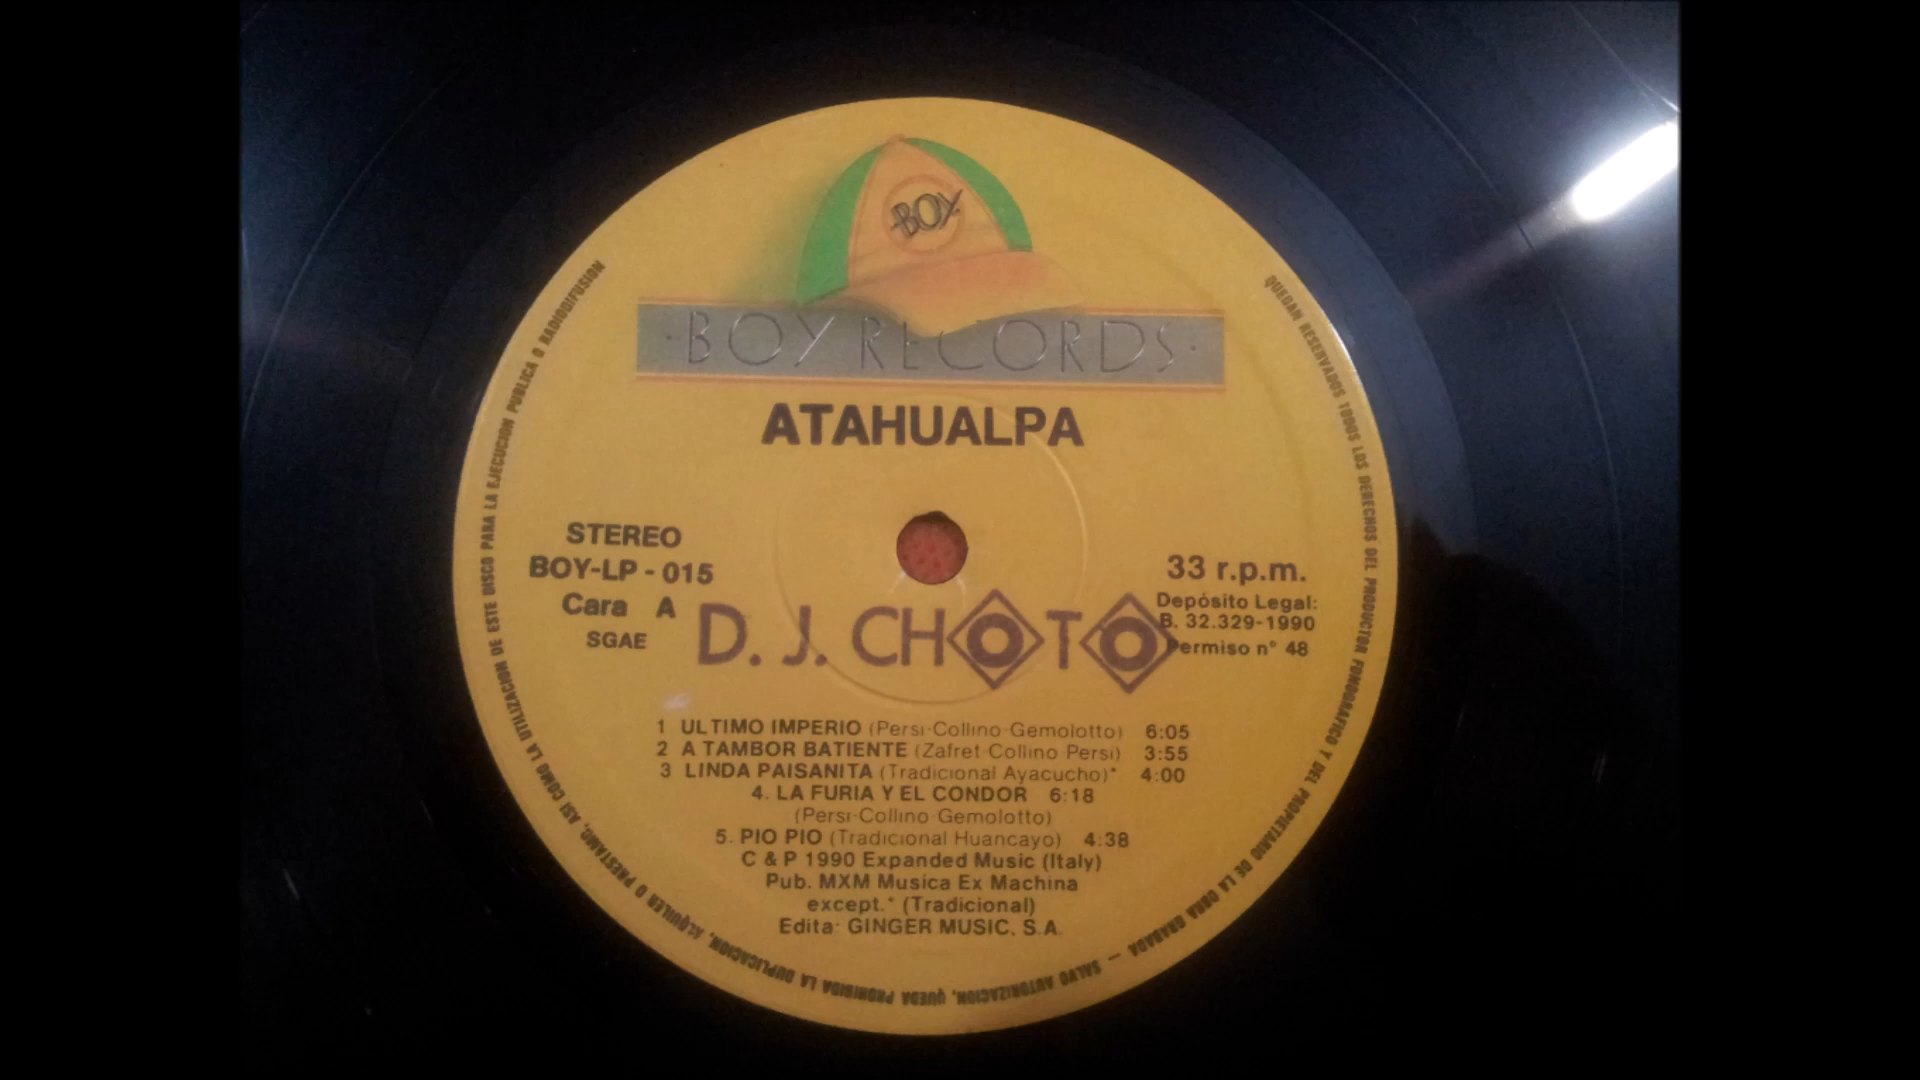 BOY
·BOY RECORDS·
ATAHUALPA
STEREO
BOY-LP - 015
Cara A
SGAE
33 r.p.m.
Depósito Legal:
B. 32.329-1990
Permiso n° 48
D. J. CHOTO
1 ULTIMO IMPERIO (Persi-Collino-Gemolotto) 6:05
2 A TAMBOR BATIENTE (Zafret-Collino Persi) 3:55
3 LINDA PAISANITA (Tradicional Ayacucho)* 4:00
4. LA FURIA Y EL CONDOR 6:18
(Persi-Collino-Gemolotto)
5. PIO PIO (Tradicional Huancayo) 4:38
C & P 1990 Expanded Music (Italy)
Pub. MXM Musica Ex Machina
except.* (Tradicional)
Edita: GINGER MUSIC, S.A.
QUEDAN RESERVADOS TODOS LOS DERECHOS DEL PRODUCTOR FONOGRAFICO Y DEL PROPIETARIO DE LA OBRA GRABADA — SALVO AUTORIZACION, QUEDA PROHIBIDA LA DUPLICACION, ALQUILER O PRESTAMO, ASI COMO LA UTILIZACION DE ESTE DISCO PARA LA EJECUCION PUBLICA O RADIODIFUSION